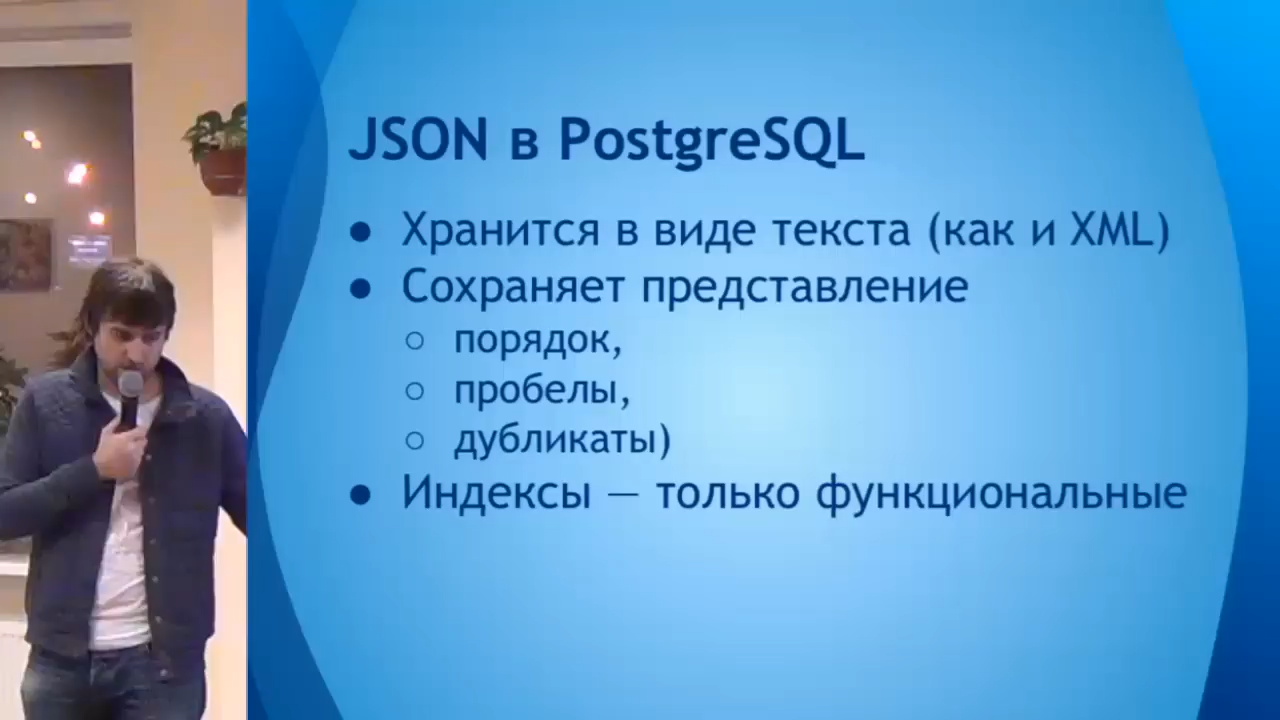 JSON в PostgreSQL
● Хранится в виде текста (как и XML)
● Сохраняет представление
○ порядок,
○ пробелы,
○ дубликаты)
● Индексы — только функциональные